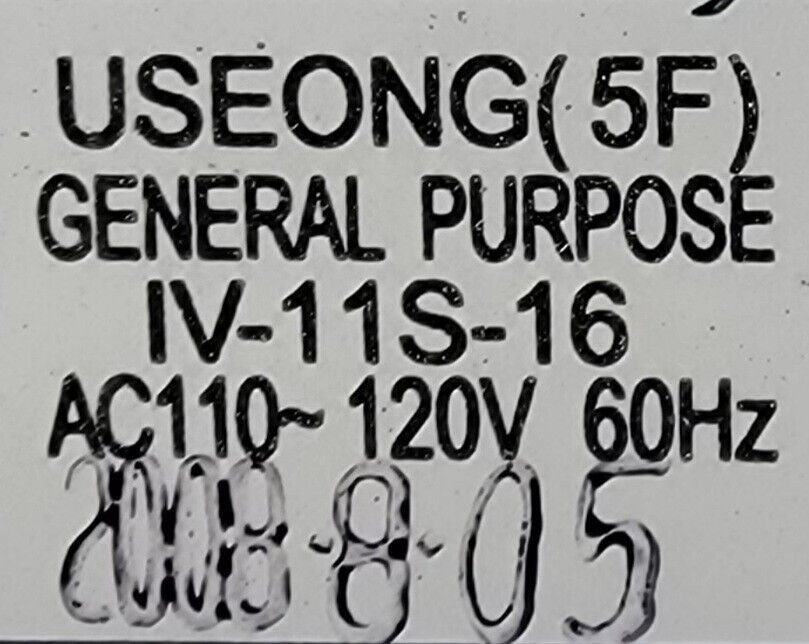 USEONG(5F)
GENERAL PURPOSE
IV-11S-16
AC110~ 120V 60Hz
2008.8.05